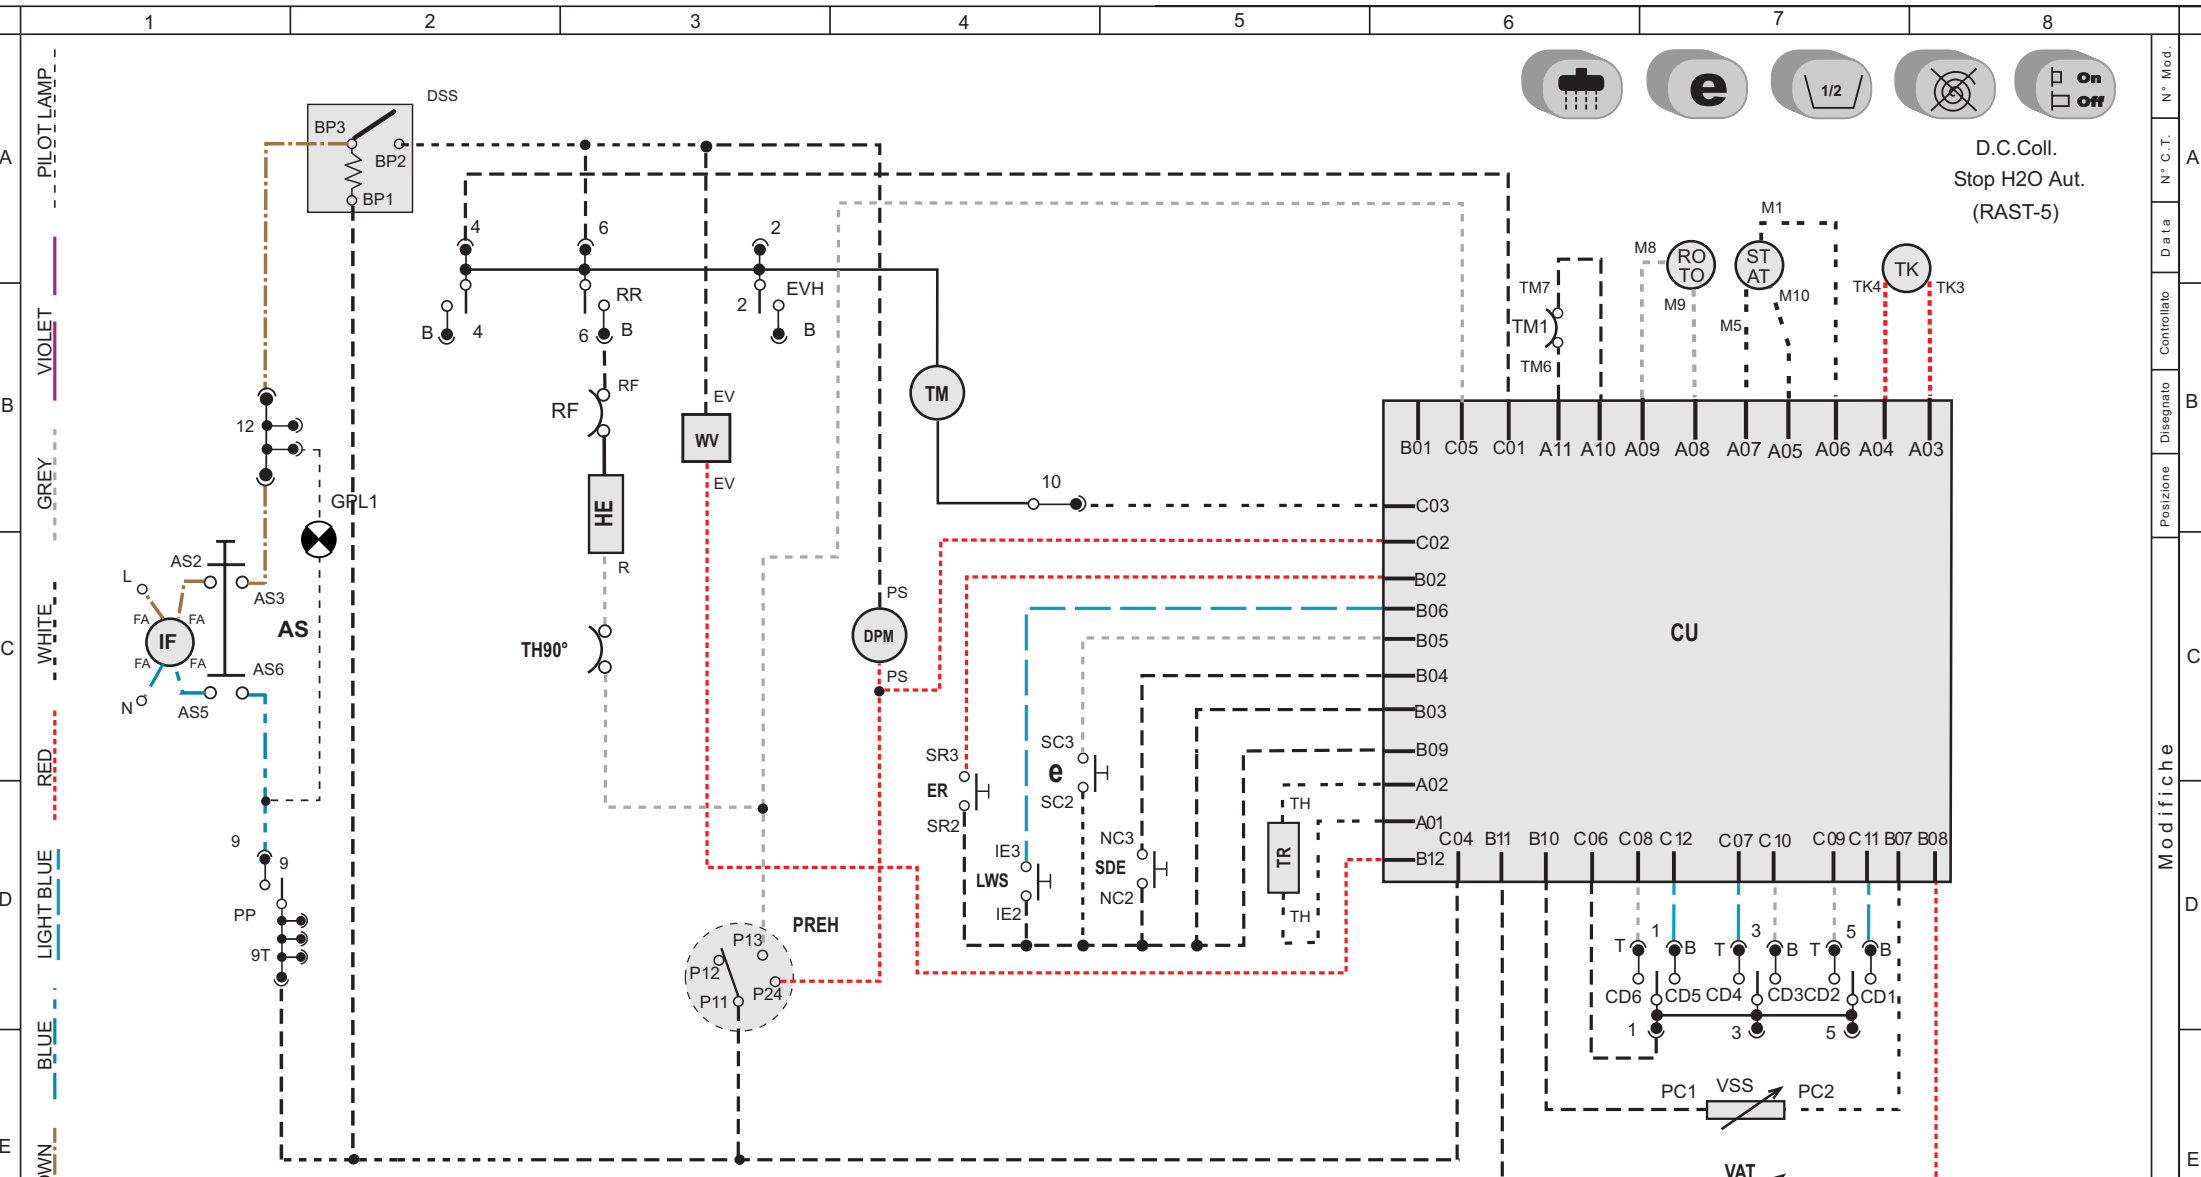 1 2 3 4 5 6 7 8
A
B
C
D
E
PILOT LAMP
VIOLET
GREY
WHITE
RED
LIGHT BLUE
BLUE
OWN
DSS
BP3
BP2
BP1
4
6
2
RR
EVH
B 4
6 B
2 B
12
GPL1
RF
RF
EV
WV
EV
TM
10
HE
R
TH90°
L
AS2
AS3
FA FA
IF
FA FA
AS
AS6
N
AS5
9
9
PP
9T
PS
DPM
PS
PREH
P13
P12
P11
P24
SR3
ER
SR2
IE3
LWS
IE2
SC3
e
SC2
NC3
SDE
NC2
TH
TR
TH
e
1/2
On
Off
D.C.Coll.
Stop H2O Aut.
(RAST-5)
M1
M8
RO
TO
ST
AT
TK
M9
M10
M5
TK4
TK3
TM7
TM1
TM6
B01 C05 C01 A11 A10 A09 A08 A07 A05 A06 A04 A03
C03
C02
B02
B06
B05
B04
B03
B09
A02
A01
B12
CU
C04 B11 B10 C06 C08 C12 C07 C10 C09 C11 B07 B08
T 1 B T 3 B T 5 B
CD6 CD5 CD4 CD3 CD2 CD1
1 3 5
PC1 VSS PC2
VAT
N° Mod.
N° C.T.
Data
Controllato
Disegnato
Posizione
Modifiche
A
B
C
D
E